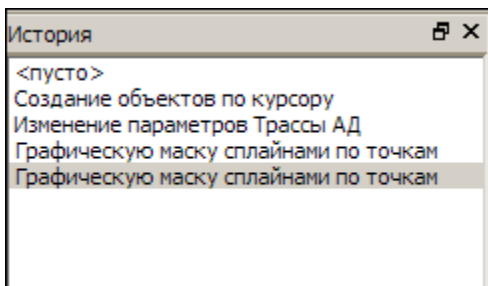 История
<пусто>
Создание объектов по курсору
Изменение параметров Трассы АД
Графическую маску сплайнами по точкам
Графическую маску сплайнами по точкам